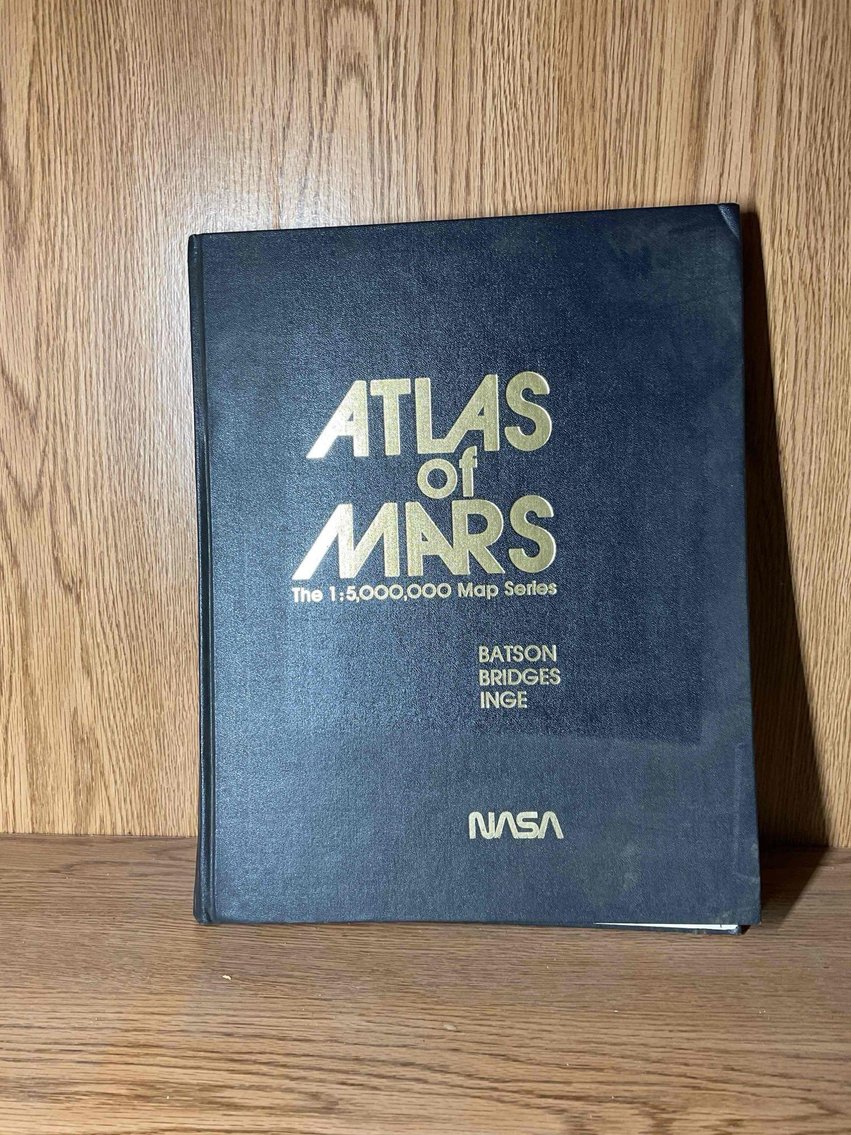 ATLAS
of
MARS
The 1:5,000,000 Map Series
BATSON
BRIDGES
INGE
NASA